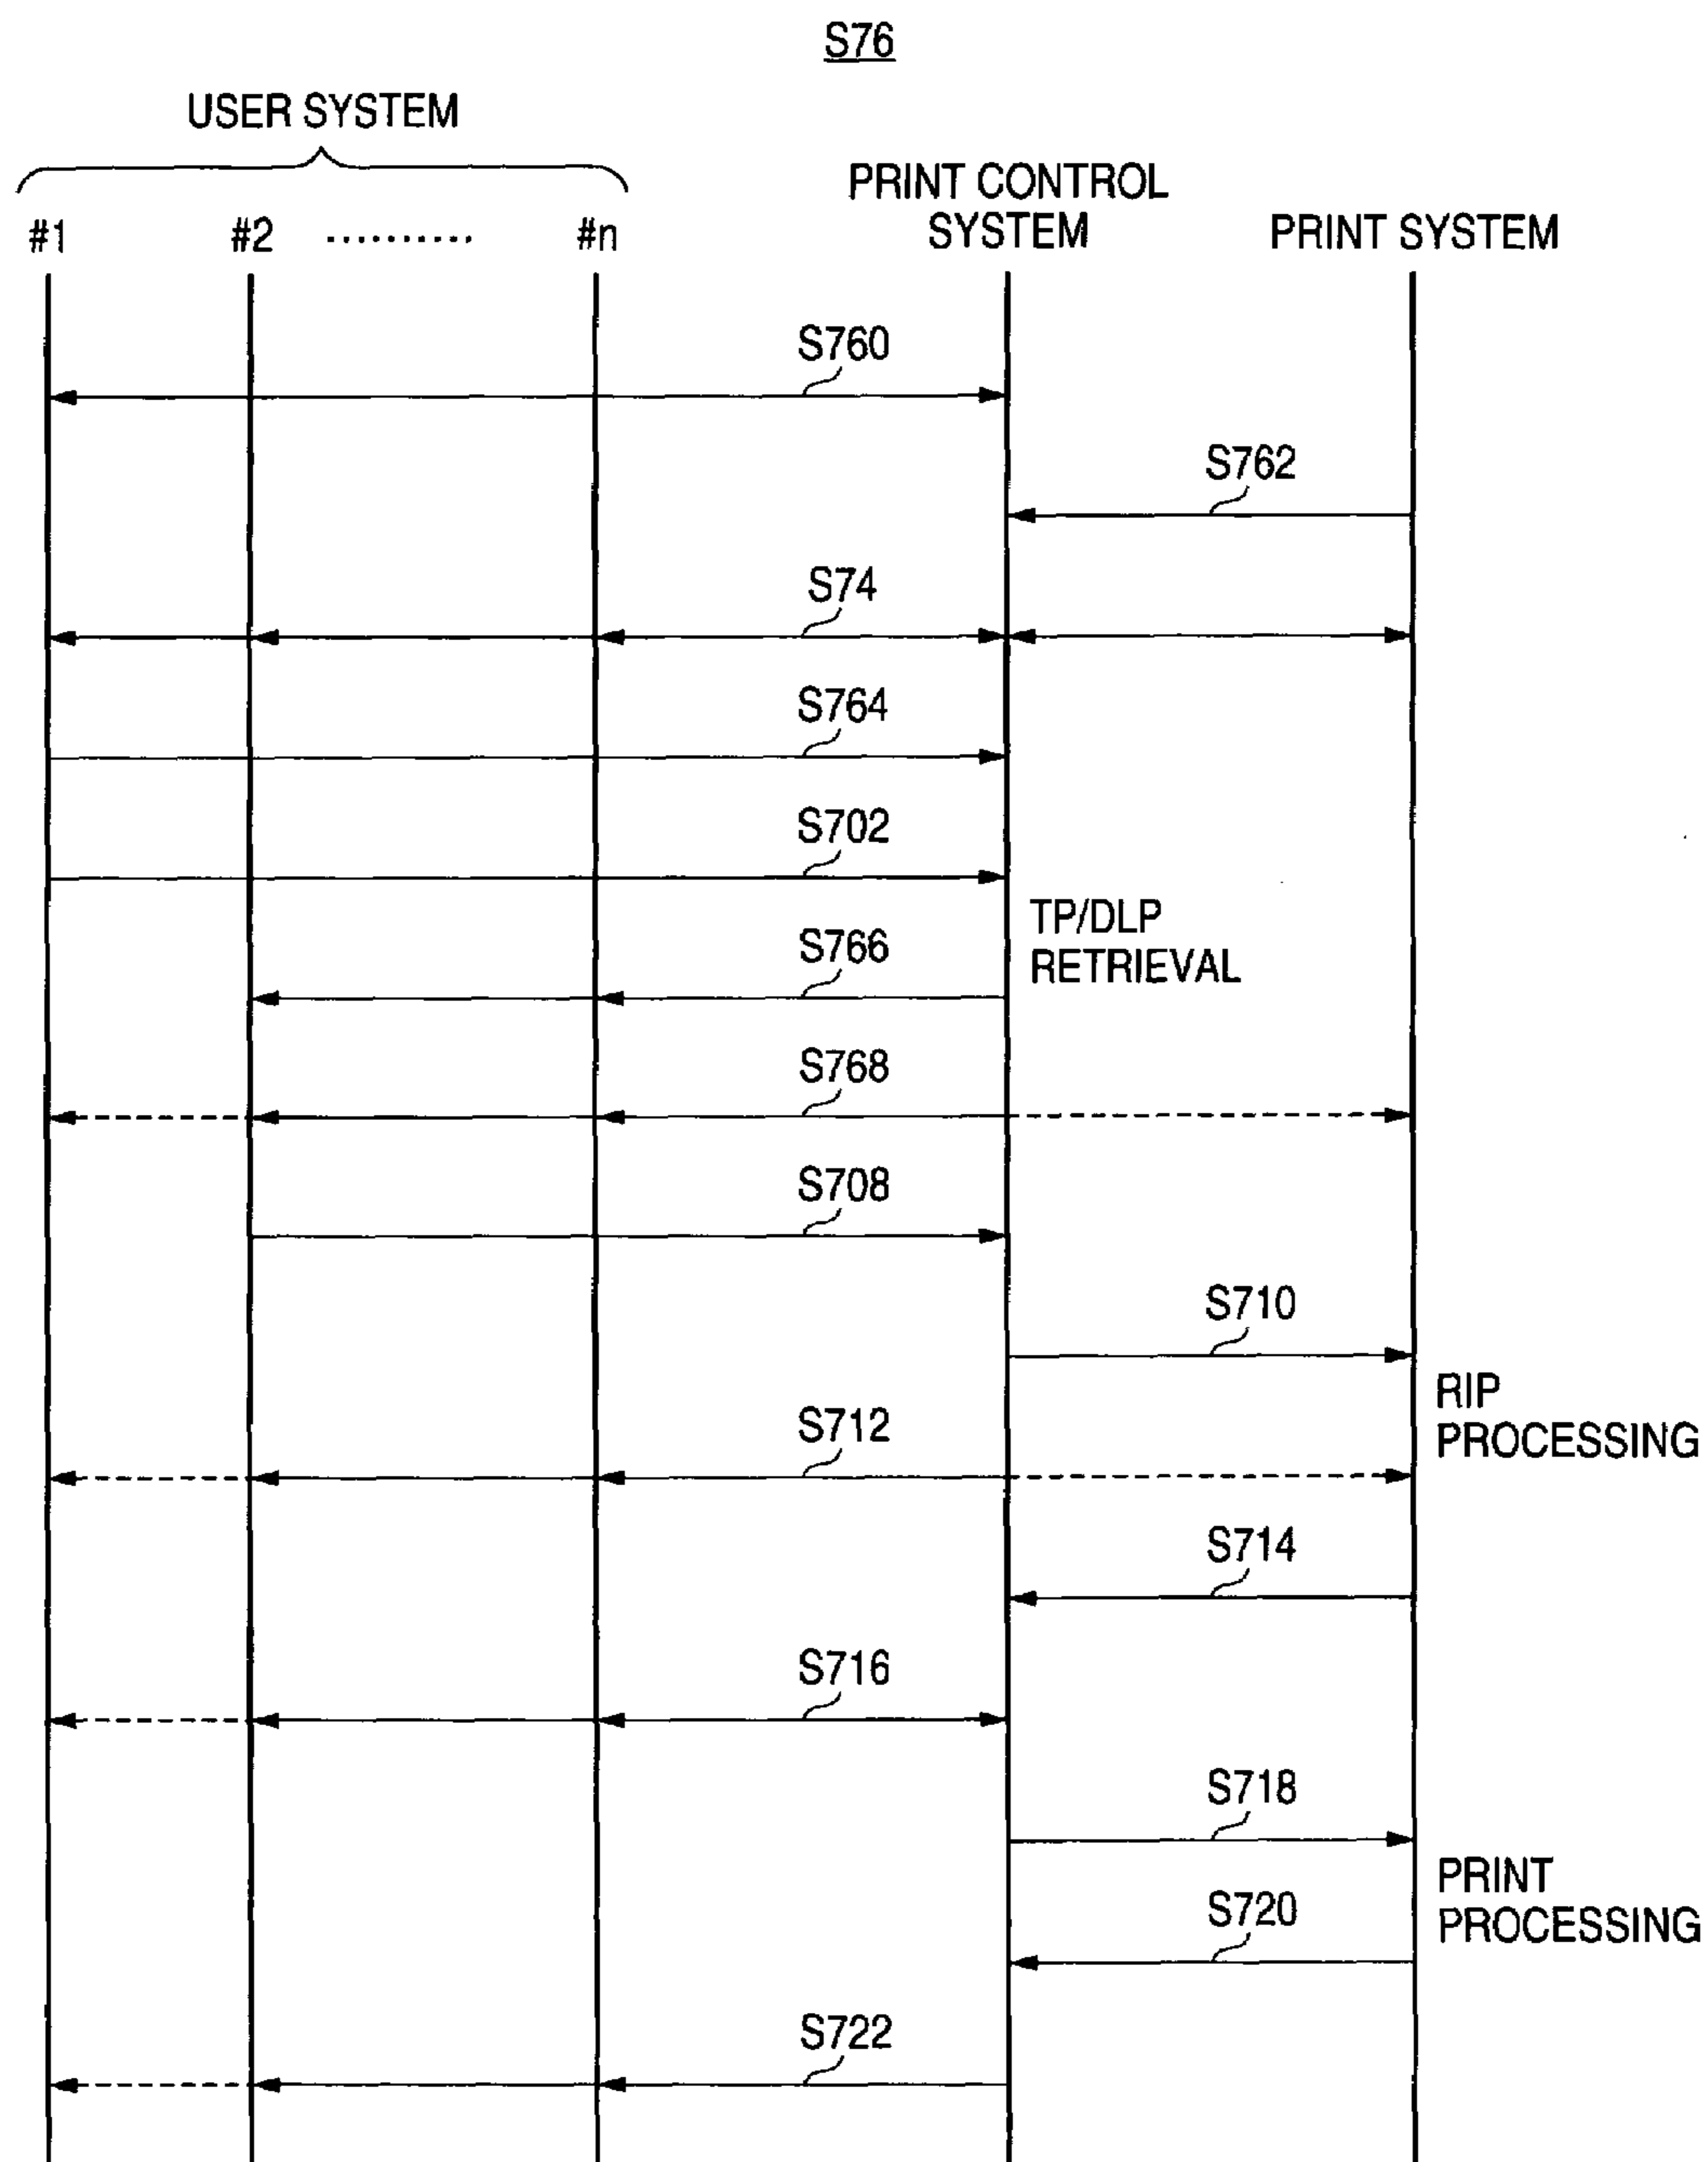 S76
USER SYSTEM
PRINT CONTROL
SYSTEM
PRINT SYSTEM
#1
#2
..........
#n
S760
S762
S74
S764
S702
TP/DLP
RETRIEVAL
S766
S768
S708
S710
RIP
PROCESSING
S712
S714
S716
S718
PRINT
PROCESSING
S720
S722